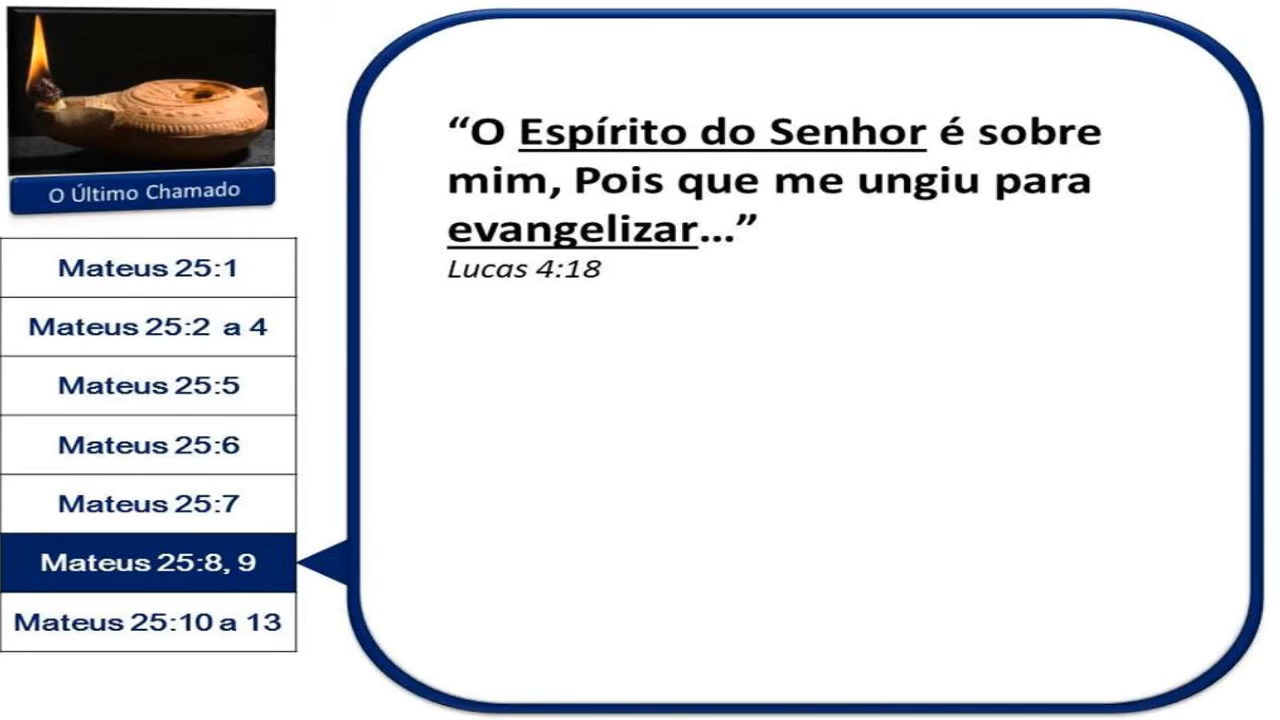 O Último Chamado
Mateus 25:1
Mateus 25:2 a 4
Mateus 25:5
Mateus 25:6
Mateus 25:7
Mateus 25:8, 9
Mateus 25:10 a 13
“O Espírito do Senhor é sobre
mim, Pois que me ungiu para
evangelizar...”
Lucas 4:18